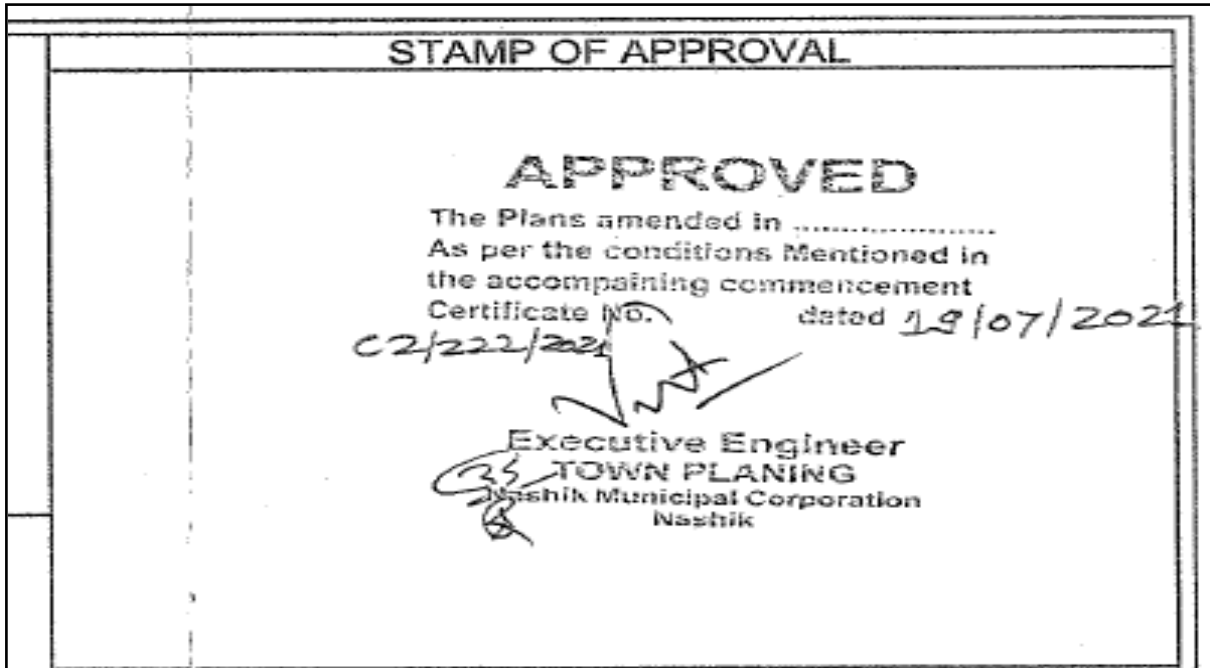 STAMP OF APPROVAL
APPROVED
The Plans amended in ..................
As per the conditions Mentioned in
the accompaining commencement
Certificate No. dated 19/07/2021
C2/222/2021
Executive Engineer
TOWN PLANING
Nashik Municipal Corporation
Nashik